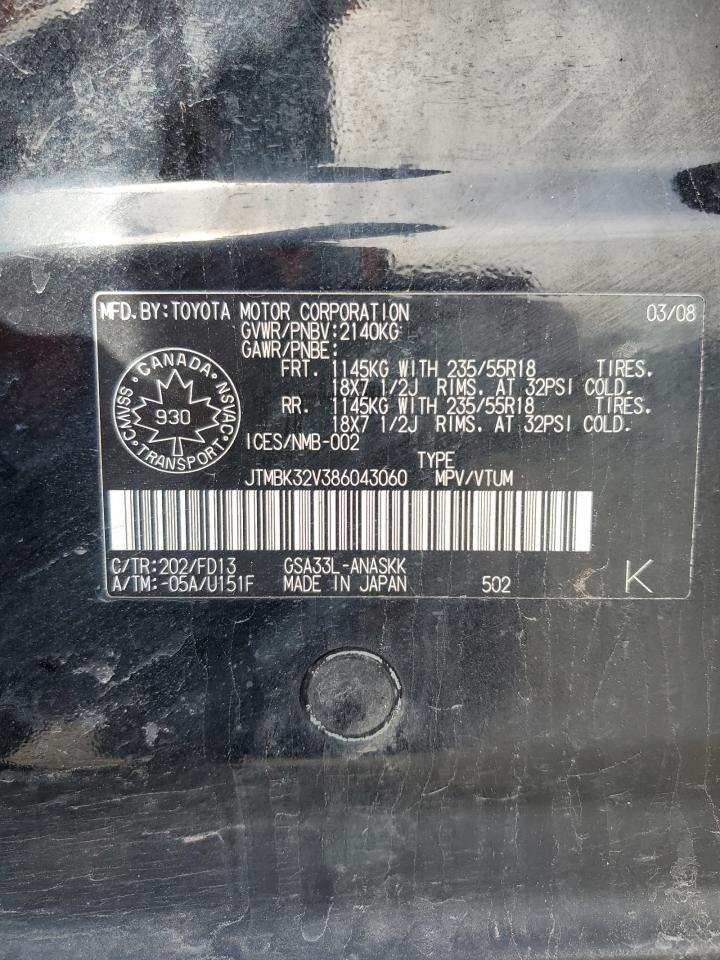 MFD.BY:TOYOTA MOTOR CORPORATION 03/08
GVWR/PNBV:2140KG
GAWR/PNBE:
FRT. 1145KG WITH 235/55R18 TIRES.
18X7 1/2J RIMS. AT 32PSI COLD.
RR. 1145KG WITH 235/55R18 TIRES.
18X7 1/2J RIMS. AT 32PSI COLD.
CANADA
CMVSS NSVAC
930
TRANSPORT
ICES/NMB-002
TYPE
JTMBK32V386043060 MPV/VTUM
C/TR:202/FD13 GSA33L-ANASKK
A/TM:-05A/U151F MADE IN JAPAN 502 K